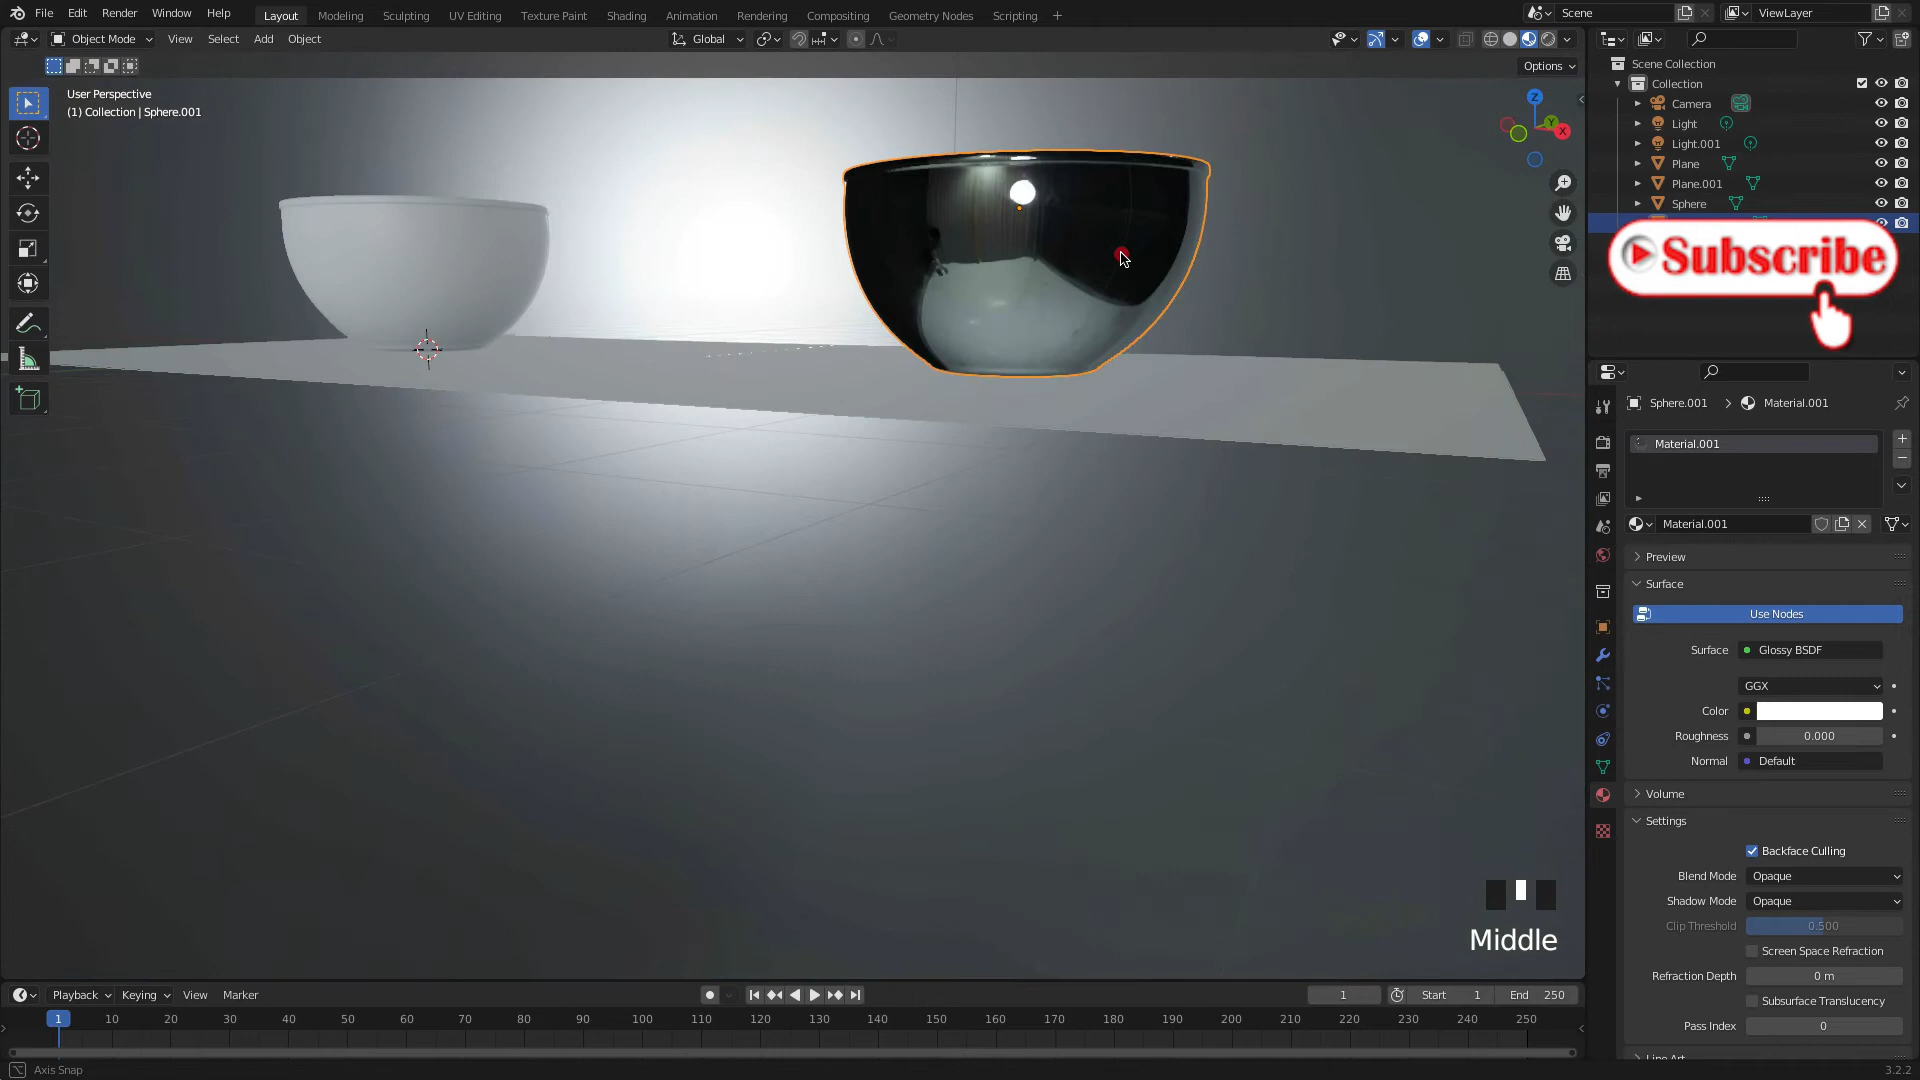 File Edit Render Window Help
Layout Modeling Sculpting UV Editing Texture Paint Shading Animation Rendering Compositing Geometry Nodes Scripting +
Scene
ViewLayer
Object Mode View Select Add Object
Global
Options
User Perspective
(1) Collection | Sphere.001
Z
Y
X
Scene Collection
Collection
Camera
Light
Light.001
Plane
Plane.001
Sphere
Subscribe
Sphere.001 > Material.001
Material.001
Material.001
Preview
Surface
Use Nodes
Surface Glossy BSDF
GGX
Color
Roughness 0.000
Normal Default
Volume
Settings
Backface Culling
Blend Mode Opaque
Shadow Mode Opaque
Clip Threshold 0.500
Screen Space Refraction
Refraction Depth 0 m
Subsurface Translucency
Pass Index 0
Line Art
Middle
Playback Keying View Marker
1
Start 1
End 250
1 10 20 30 40 50 60 70 80 90 100 110 120 130 140 150 160 170 180 190 200 210 220 230 240 250
Axis Snap
3.2.2